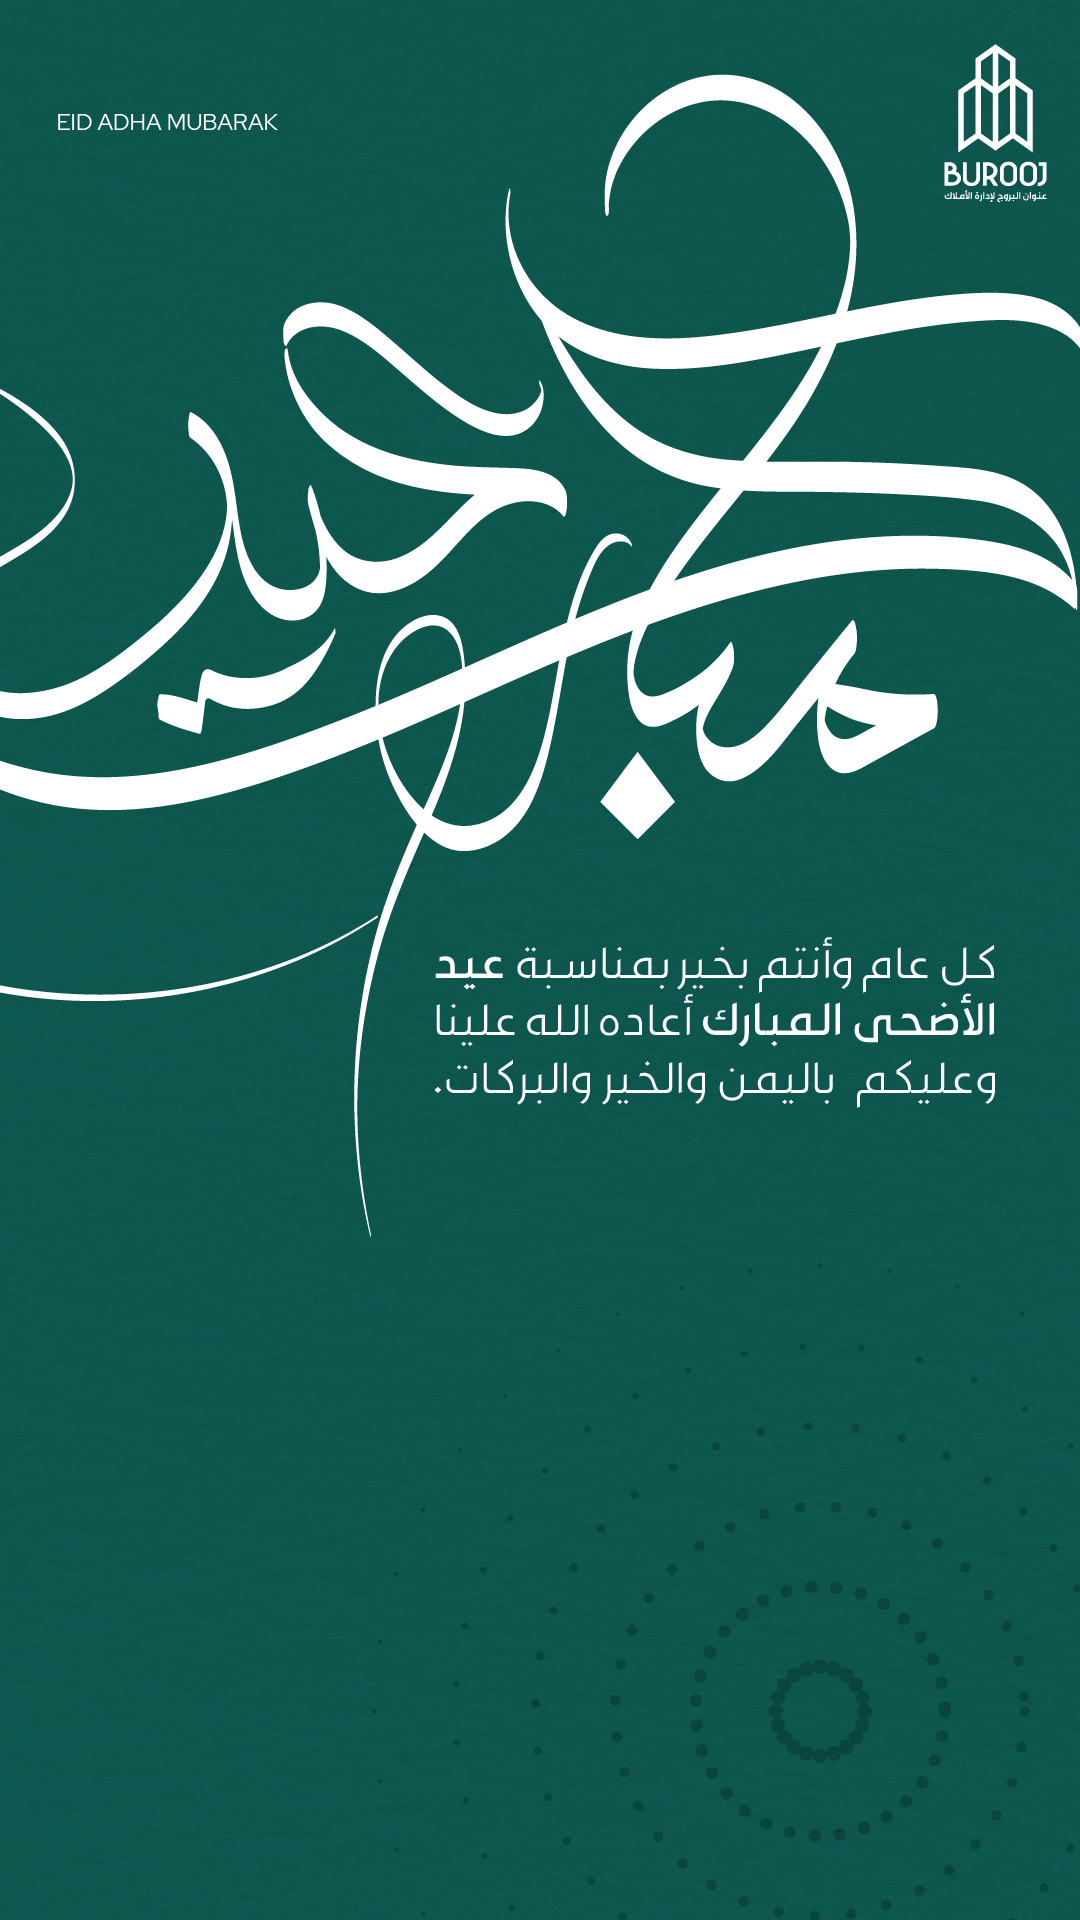 EID ADHA MUBARAK
BUROOJ
عنوان البروج لإدارة الأملاك
عيد
مبارك
كل عام وأنتم بخير بمناسبة عيد
الأضحى المبارك أعاده الله علينا
وعليكم باليمن والخير والبركات.